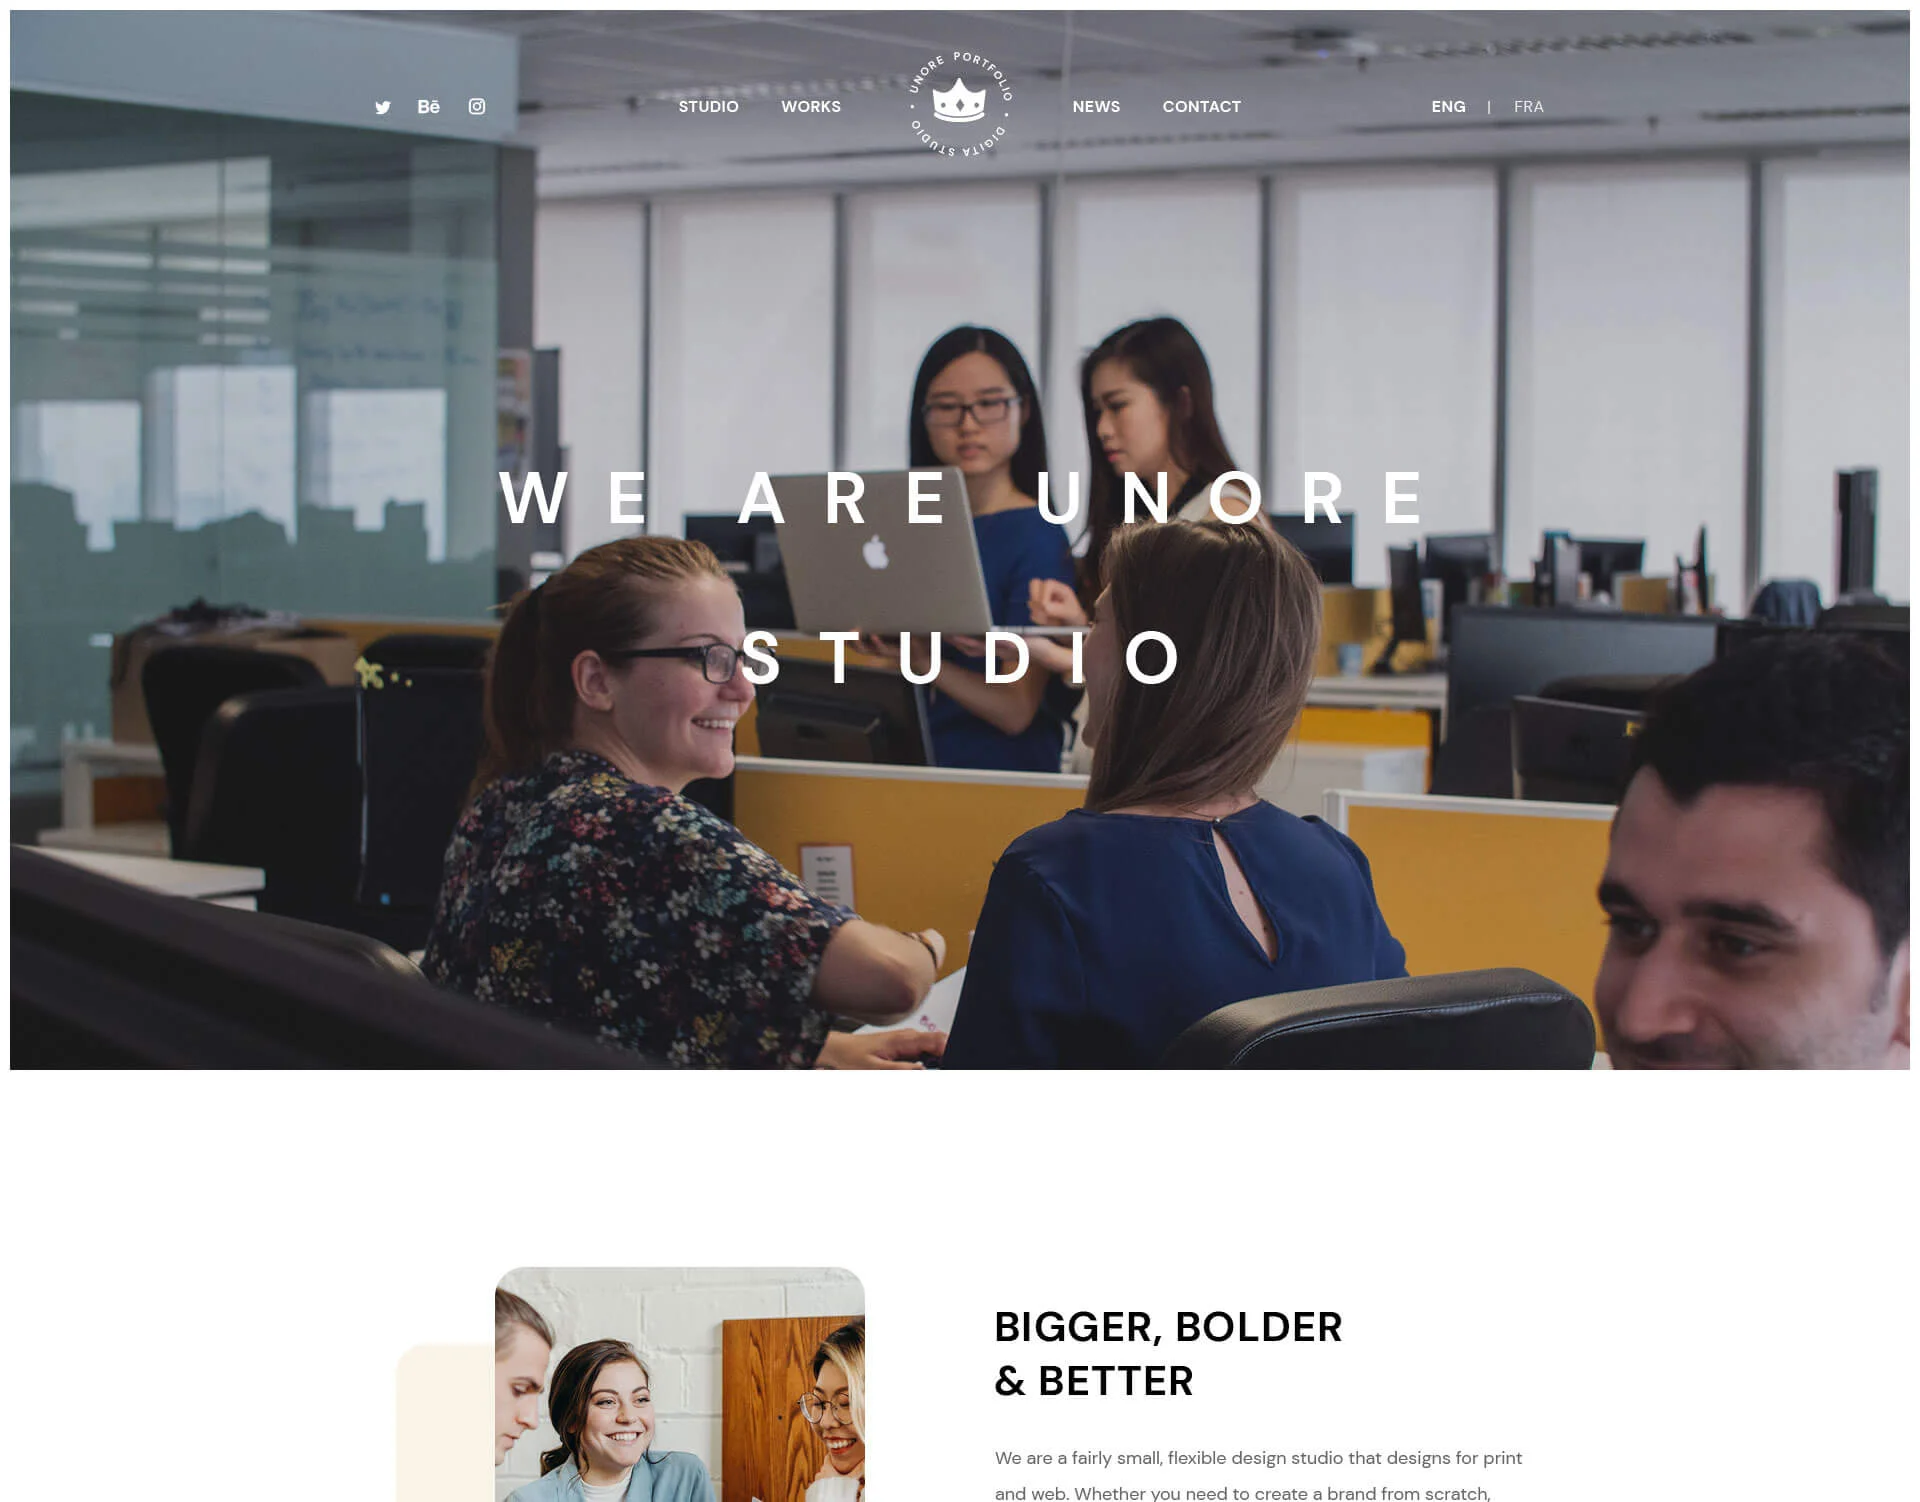 Bē
STUDIO WORKS
UNORE PORTFOLIO • DIGITA STUDIO •
NEWS CONTACT
ENG | FRA
WE ARE UNORE
STUDIO
BIGGER, BOLDER
& BETTER
We are a fairly small, flexible design studio that designs for print
and web. Whether you need to create a brand from scratch,